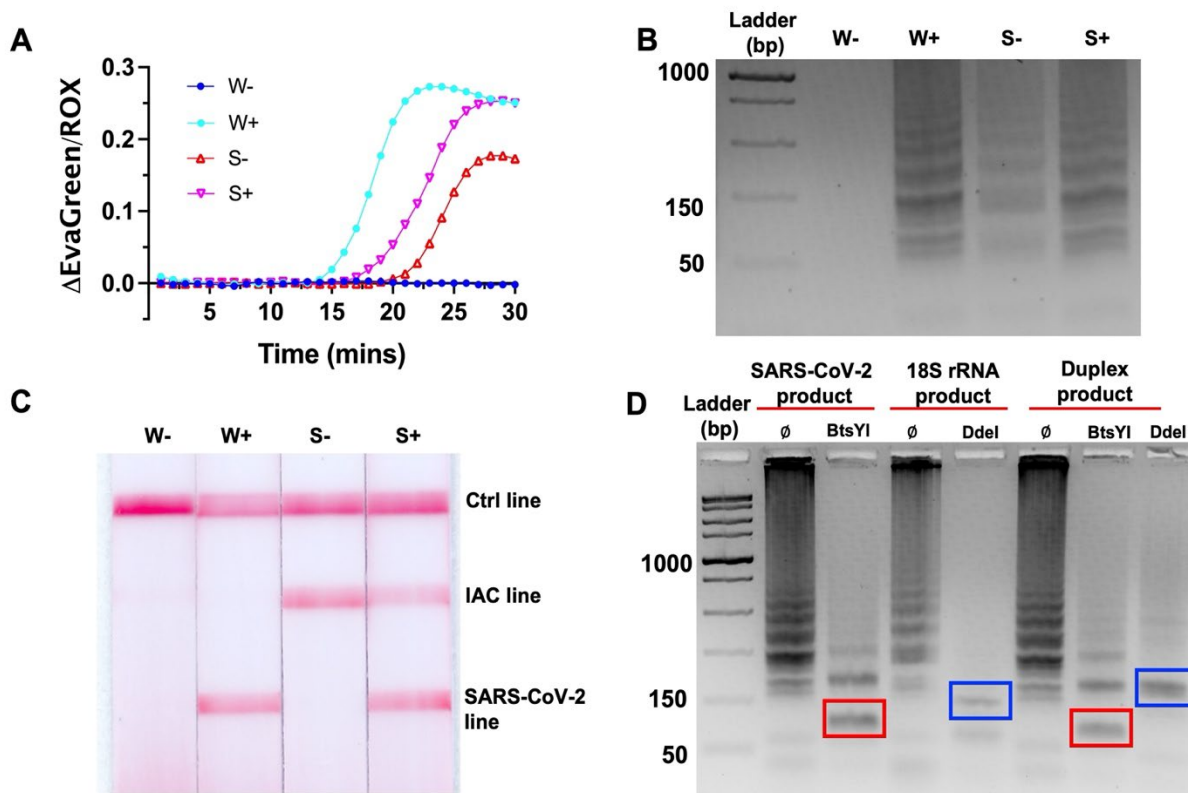 A
ΔEvaGreen/ROX
0.3
0.2
0.1
0.0
W-
W+
S-
S+
5
10
15
20
25
30
Time (mins)
B
Ladder
(bp)
W-
W+
S-
S+
1000
150
50
C
W-
W+
S-
S+
Ctrl line
IAC line
SARS-CoV-2
line
D
Ladder
(bp)
SARS-CoV-2
product
18S rRNA
product
Duplex
product
ø
BtsYI
ø
DdeI
ø
BtsYI
DdeI
1000
150
50